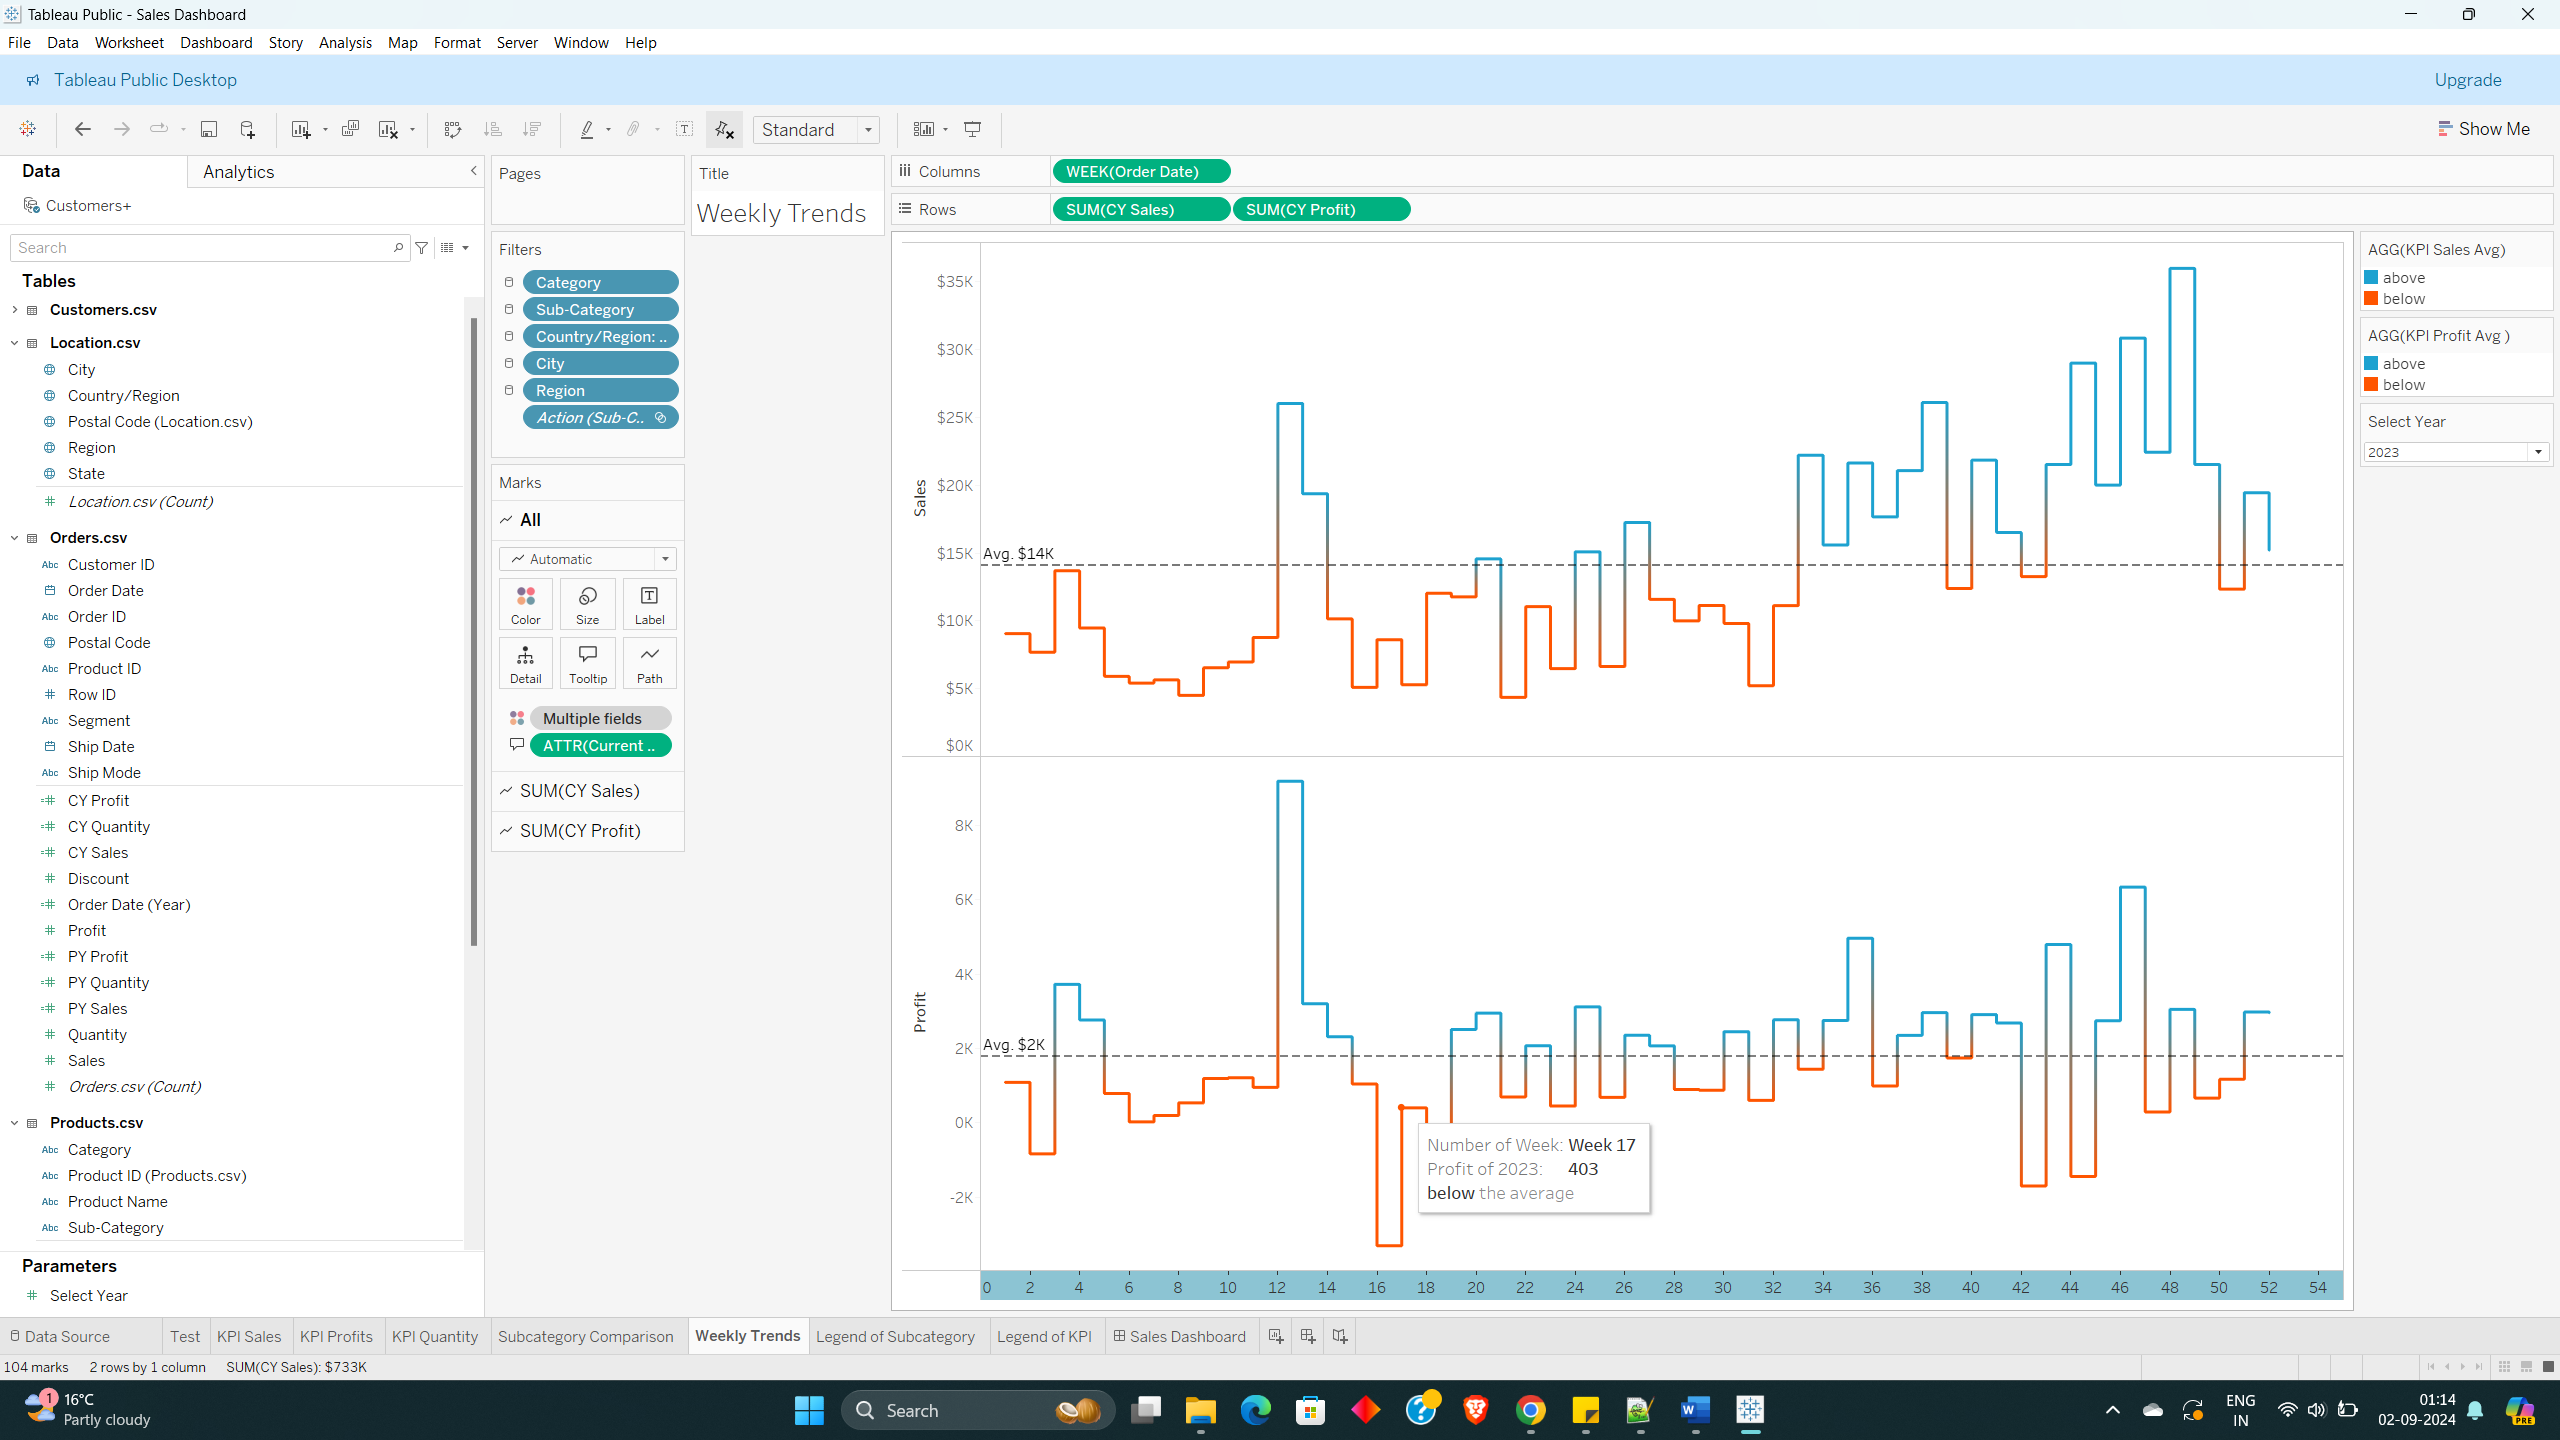 Tableau Public - Sales Dashboard
File Data Worksheet Dashboard Story Analysis Map Format Server Window Help
Tableau Public Desktop
Upgrade
Standard
Show Me
Data
Analytics
Customers+
Search
Tables
Customers.csv
Location.csv
City
Country/Region
Postal Code (Location.csv)
Region
State
Location.csv (Count)
Orders.csv
Abc Customer ID
Order Date
Abc Order ID
Postal Code
Abc Product ID
# Row ID
Abc Segment
Ship Date
Abc Ship Mode
=# CY Profit
=# CY Quantity
=# CY Sales
# Discount
=# Order Date (Year)
# Profit
=# PY Profit
=# PY Quantity
=# PY Sales
# Quantity
# Sales
# Orders.csv (Count)
Products.csv
Abc Category
Abc Product ID (Products.csv)
Abc Product Name
Abc Sub-Category
Parameters
# Select Year
Pages
Filters
Category
Sub-Category
Country/Region: ..
City
Region
Action (Sub-C..
Marks
All
Automatic
Color
Size
Label
Detail
Tooltip
Path
Multiple fields
ATTR(Current ..
SUM(CY Sales)
SUM(CY Profit)
Title
Weekly Trends
Columns
WEEK(Order Date)
Rows
SUM(CY Sales)
SUM(CY Profit)
Sales
$35K
$30K
$25K
$20K
$15K
$10K
$5K
$0K
Avg. $14K
Profit
8K
6K
4K
2K
0K
-2K
Avg. $2K
Number of Week: Week 17
Profit of 2023: 403
below the average
0 2 4 6 8 10 12 14 16 18 20 22 24 26 28 30 32 34 36 38 40 42 44 46 48 50 52 54
AGG(KPI Sales Avg)
above
below
AGG(KPI Profit Avg )
above
below
Select Year
2023
Data Source
Test
KPI Sales
KPI Profits
KPI Quantity
Subcategory Comparison
Weekly Trends
Legend of Subcategory
Legend of KPI
Sales Dashboard
104 marks
2 rows by 1 column
SUM(CY Sales): $733K
1
16°C
Partly cloudy
Search
W
ENG
IN
01:14
02-09-2024
PRE